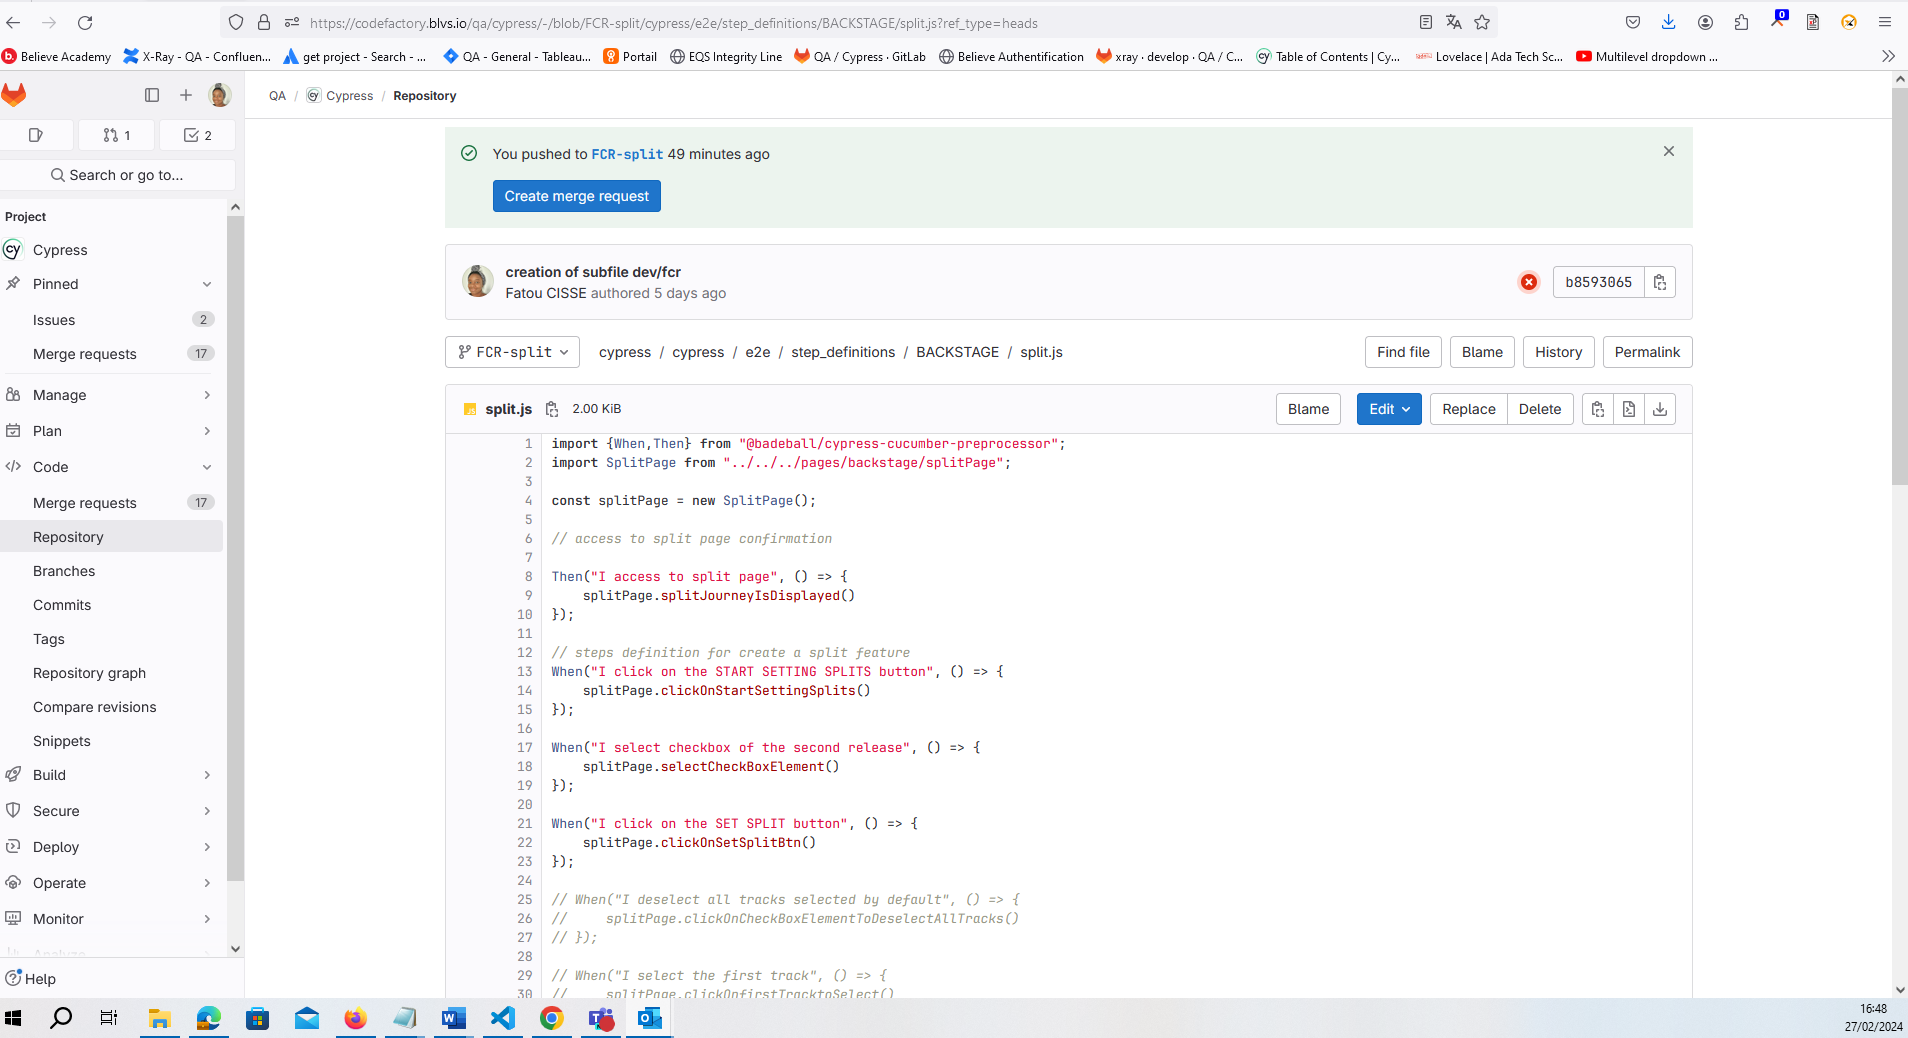 https://codefactory.blvs.io/qa/cypress/-/blob/FCR-split/cypress/e2e/step_definitions/BACKSTAGE/split.js?ref_type=heads
0
Believe Academy
X-Ray - QA - Confluen...
get project - Search - ...
QA - General - Tableau...
Portail
EQS Integrity Line
QA / Cypress · GitLab
Believe Authentification
xray · develop · QA / C...
Table of Contents | Cy...
Lovelace | Ada Tech Sc...
Multilevel dropdown ...
1
2
Search or go to...
Project
Cypress
Pinned
Issues 2
Merge requests 17
Manage
Plan
Code
Merge requests 17
Repository
Branches
Commits
Tags
Repository graph
Compare revisions
Snippets
Build
Secure
Deploy
Operate
Monitor
Analyze
Help
QA / Cypress / Repository
You pushed to FCR-split 49 minutes ago
Create merge request
creation of subfile dev/fcr
Fatou CISSE authored 5 days ago
b8593065
FCR-split
cypress / cypress / e2e / step_definitions / BACKSTAGE / split.js
Find file
Blame
History
Permalink
split.js 2.00 KiB
Blame
Edit
Replace
Delete
1 import {When,Then} from "@badeball/cypress-cucumber-preprocessor";
2 import SplitPage from "../../../pages/backstage/splitPage";
3
4 const splitPage = new SplitPage();
5
6 // access to split page confirmation
7
8 Then("I access to split page", () => {
9 splitPage.splitJourneyIsDisplayed()
10 });
11
12 // steps definition for create a split feature
13 When("I click on the START SETTING SPLITS button", () => {
14 splitPage.clickOnStartSettingSplits()
15 });
16
17 When("I select checkbox of the second release", () => {
18 splitPage.selectCheckBoxElement()
19 });
20
21 When("I click on the SET SPLIT button", () => {
22 splitPage.clickOnSetSplitBtn()
23 });
24
25 // When("I deselect all tracks selected by default", () => {
26 // splitPage.clickOnCheckBoxElementToDeselectAllTracks()
27 // });
28
29 // When("I select the first track", () => {
30 // splitPage.clickOnfirstTracktoSelect()
16:48
27/02/2024